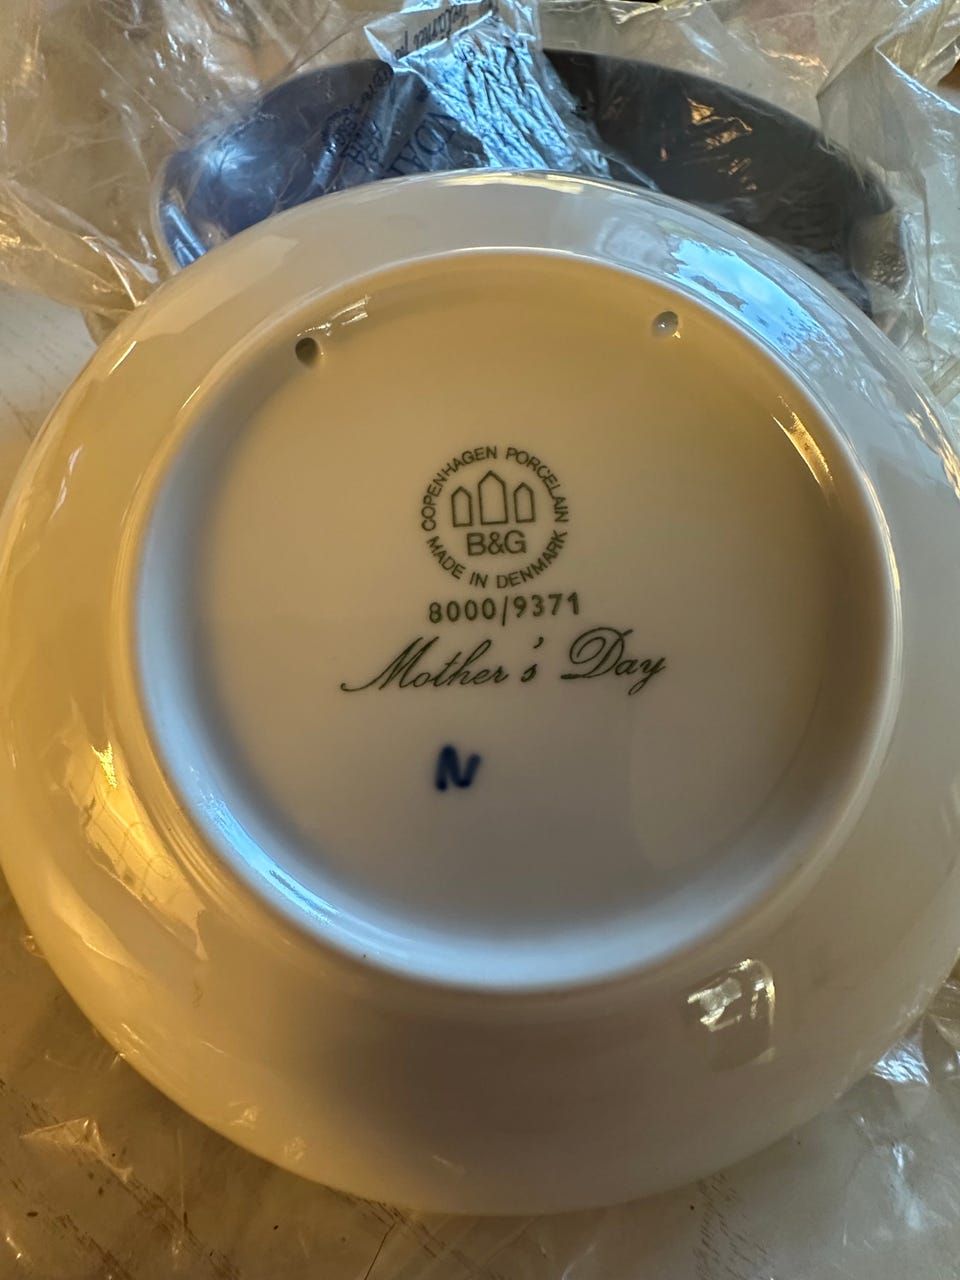 COPENHAGEN PORCELAIN
B&G
MADE IN DENMARK
8000/9371
Mother's Day
N